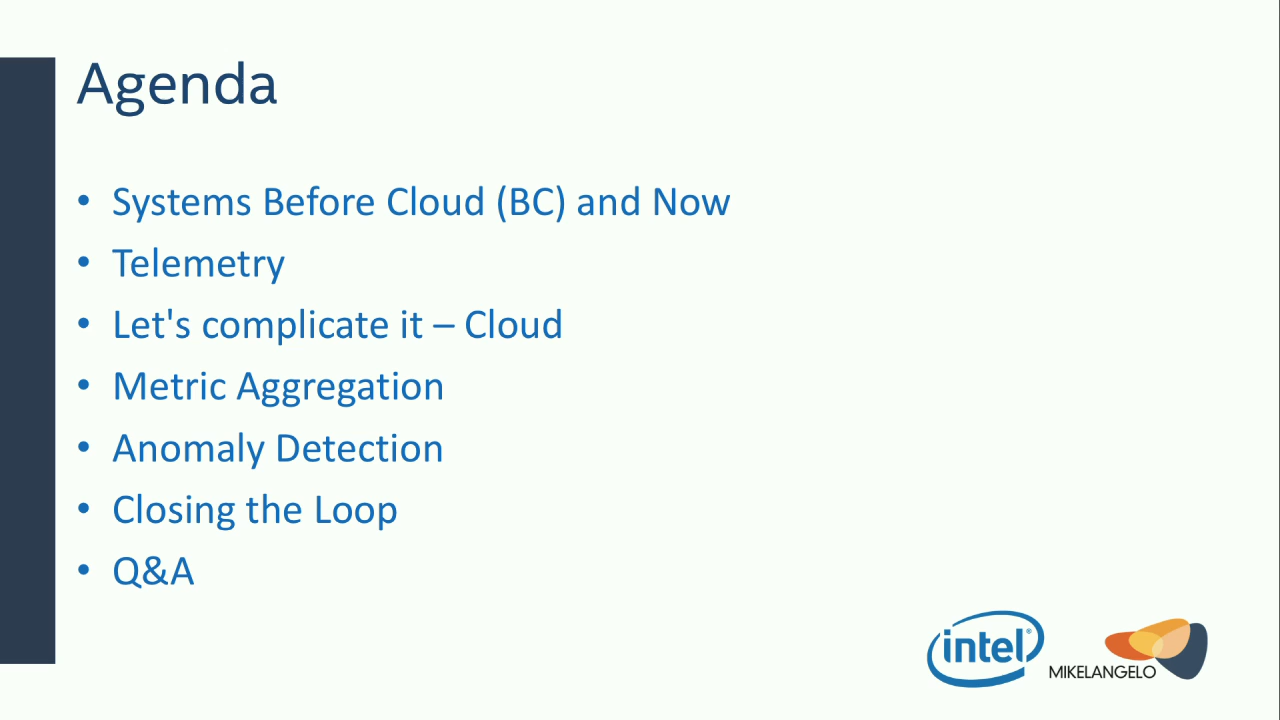 Agenda
• Systems Before Cloud (BC) and Now
• Telemetry
• Let's complicate it – Cloud
• Metric Aggregation
• Anomaly Detection
• Closing the Loop
• Q&A
intel®
MIKELANGELO